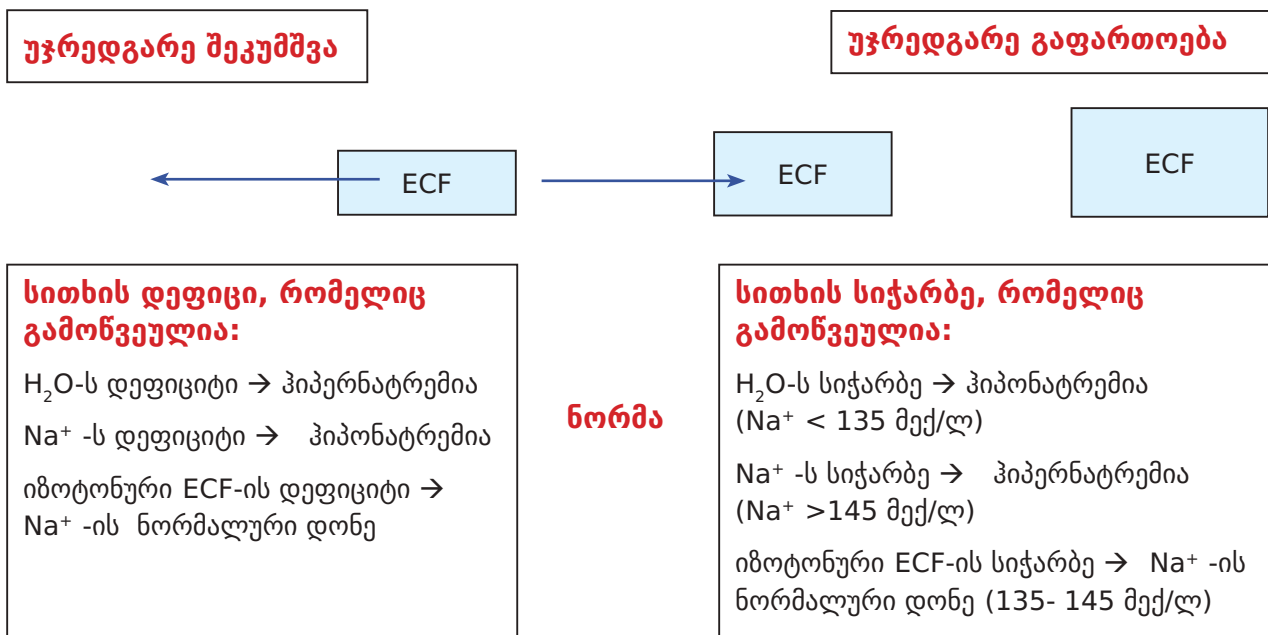 უჯრედგარე შეკუმშვა
უჯრედგარე გაფართოება
ECF
ECF
ECF
სითხის დეფიცი, რომელიც
გამოწვეულია:
H₂O-ს დეფიციტი → ჰიპერნატრემია
Na⁺ -ს დეფიციტი → ჰიპონატრემია
იზოტონური ECF-ის დეფიციტი →
Na⁺ -ის ნორმალური დონე
ნორმა
სითხის სიჭარბე, რომელიც
გამოწვეულია:
H₂O-ს სიჭარბე → ჰიპონატრემია
(Na⁺ < 135 მექ/ლ)
Na⁺ -ს სიჭარბე → ჰიპერნატრემია
(Na⁺ >145 მექ/ლ)
იზოტონური ECF-ის სიჭარბე → Na⁺ -ის
ნორმალური დონე (135- 145 მექ/ლ)